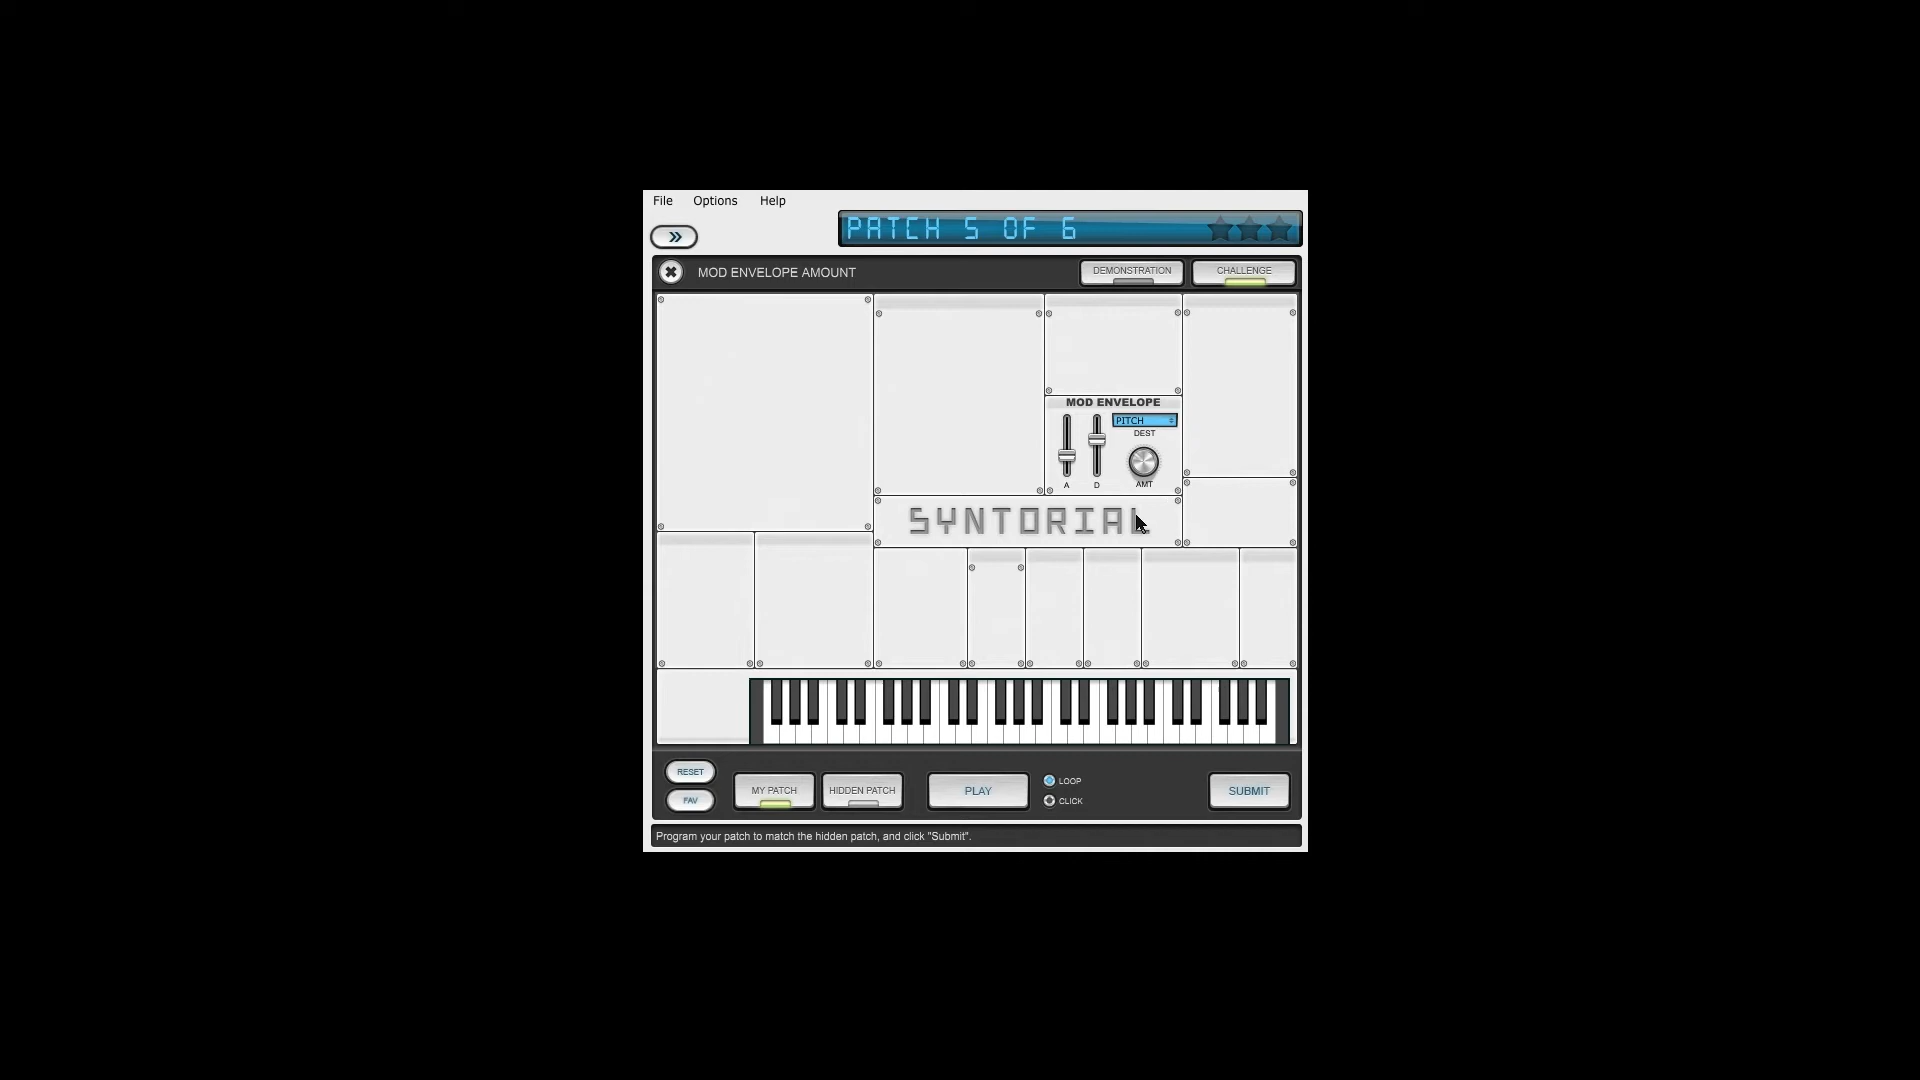 File Options Help
PATCH 5 OF 6
MOD ENVELOPE AMOUNT
DEMONSTRATION
CHALLENGE
MOD ENVELOPE
PITCH
DEST
A D AMT
SYNTORIAL
RESET
FAV
MY PATCH
HIDDEN PATCH
PLAY
LOOP
CLICK
SUBMIT
Program your patch to match the hidden patch, and click "Submit".